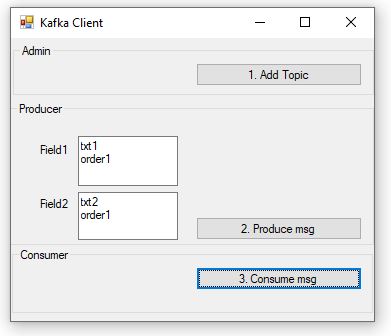 Kafka Client
Admin
1. Add Topic
Producer
Field1
txt1
order1
Field2
txt2
order1
2. Produce msg
Consumer
3. Consume msg